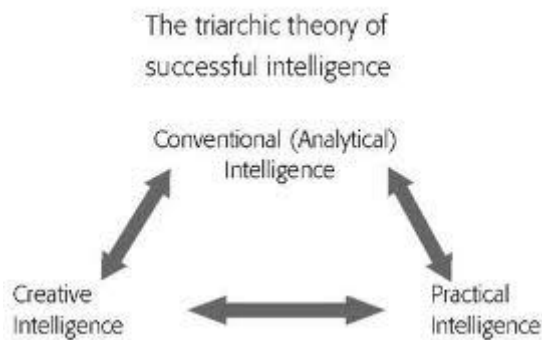 The triarchic theory of
successful intelligence
Conventional (Analytical)
Intelligence
Creative
Intelligence
Practical
Intelligence